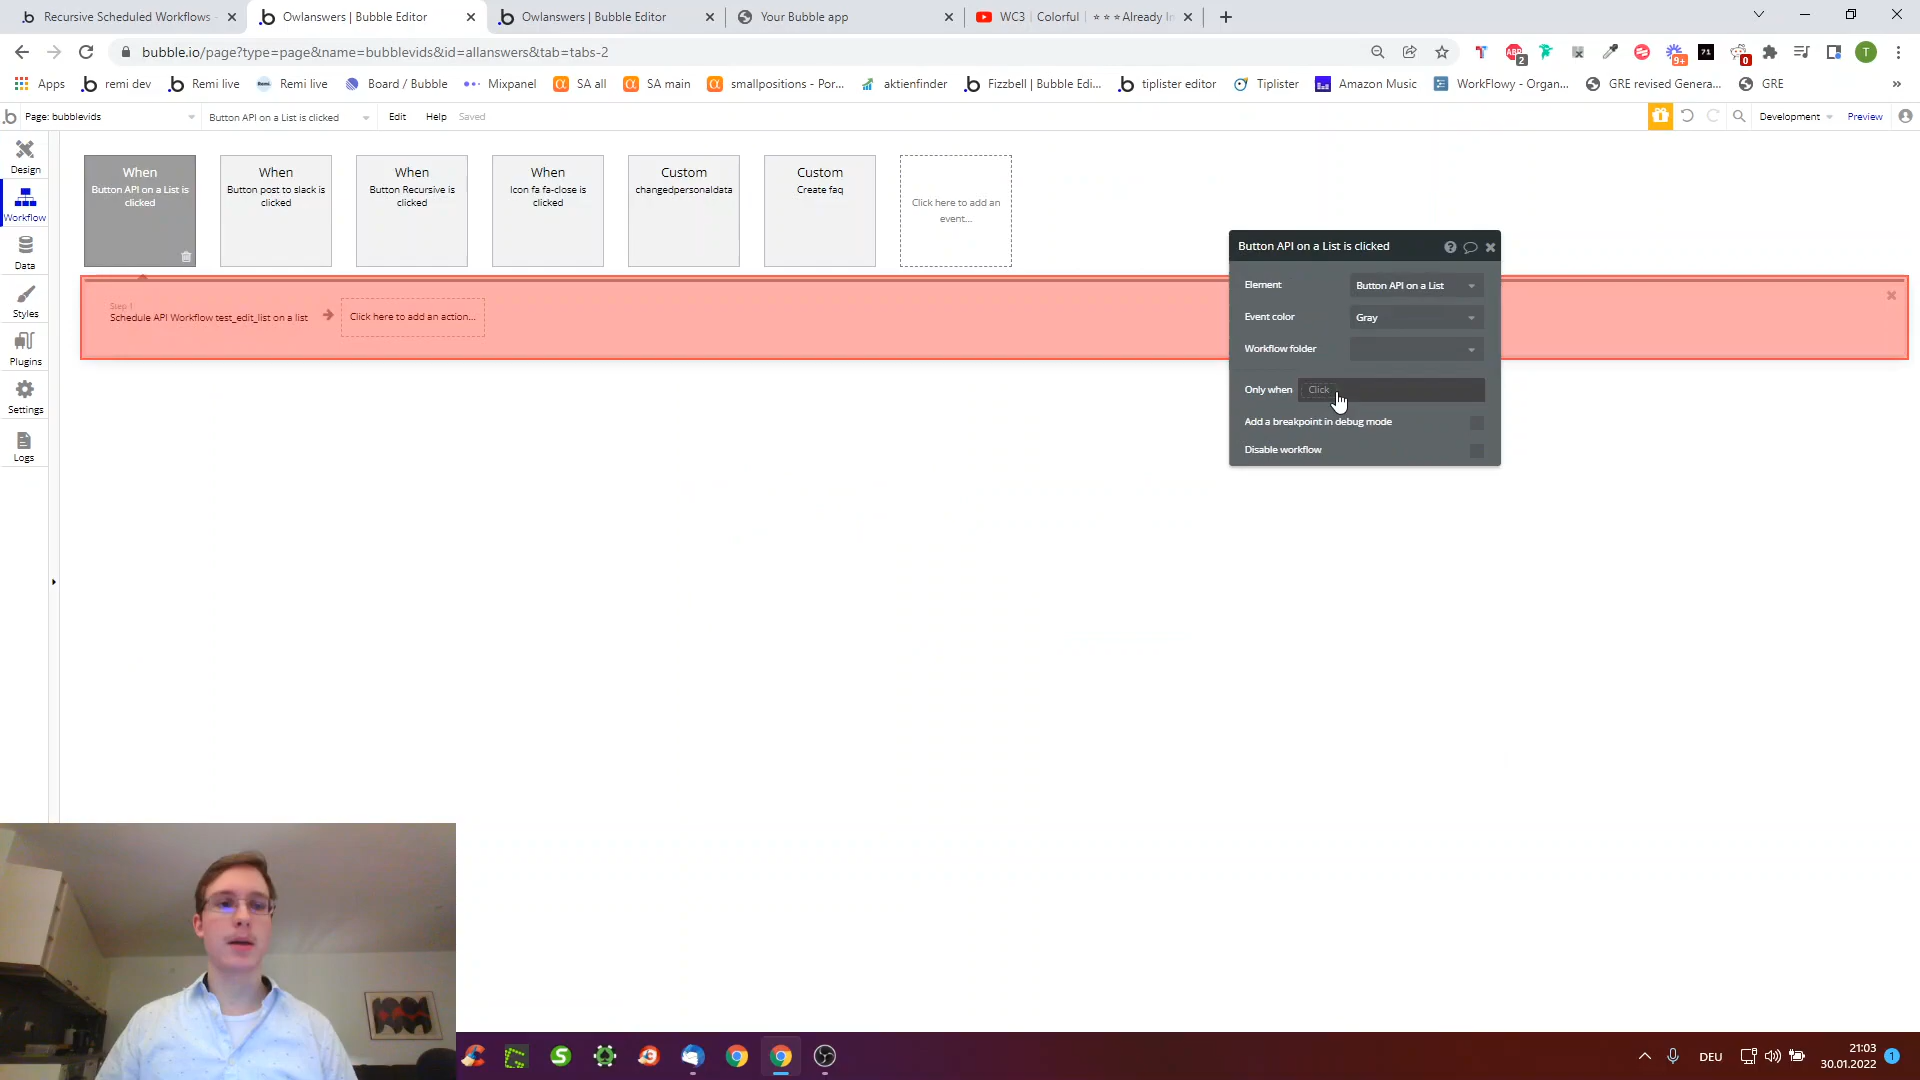 Recursive Scheduled Workflows
Owlanswers | Bubble Editor
Owlanswers | Bubble Editor
Your Bubble app
WC3 | Colorful | ★ ★ ★Already
bubble.io/page?type=page&name=bubblevids&id=allanswers&tab=tabs-2
2
9+
71
0
T
Apps
remi dev
Remi live
Remi live
Board / Bubble
Mixpanel
SA all
SA main
smallpositions - Por...
aktienfinder
Fizzbell | Bubble Edi...
tiplister editor
Tiplister
Amazon Music
WorkFlowy - Organ...
GRE revised Genera...
GRE
»
Page: bubblevids
Button API on a List is clicked
Edit
Help
Saved
Development
Preview
Design
Workflow
Data
Styles
Plugins
Settings
Logs
When
Button API on a List is
clicked
When
Button post to slack is
clicked
When
Button Recursive is
clicked
When
Icon fa fa-close is
clicked
Custom
changedpersonaldata
Custom
Create faq
Click here to add an
event...
Step 1
Schedule API Workflow test_edit_list on a list
Click here to add an action...
Button API on a List is clicked
Element
Button API on a List
Event color
Gray
Workflow folder
Only when
Click
Add a breakpoint in debug mode
Disable workflow
DEU
21:03
30.01.2022
1